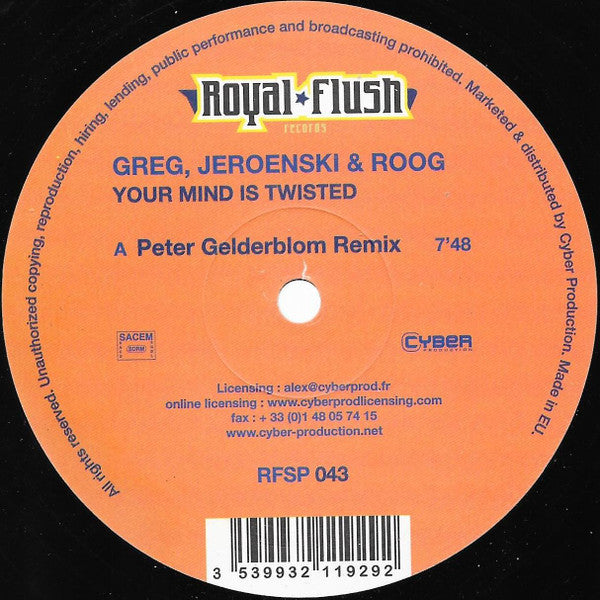 Royal Flush
records
GREG, JEROENSKI & ROOG
YOUR MIND IS TWISTED
A Peter Gelderblom Remix 7'48
SACEM
SDRM
CYBER
PRODUCTION
Licensing : alex@cyberprod.fr
online licensing : www.cyberprodlicensing.com
fax : + 33 (0)1 48 05 74 15
www.cyber-production.net
RFSP 043
3 539932 119292
All rights reserved. Unauthorized copying, reproduction, hiring, lending, public performance and broadcasting prohibited. Marketed & distributed by Cyber Production. Made in EU.